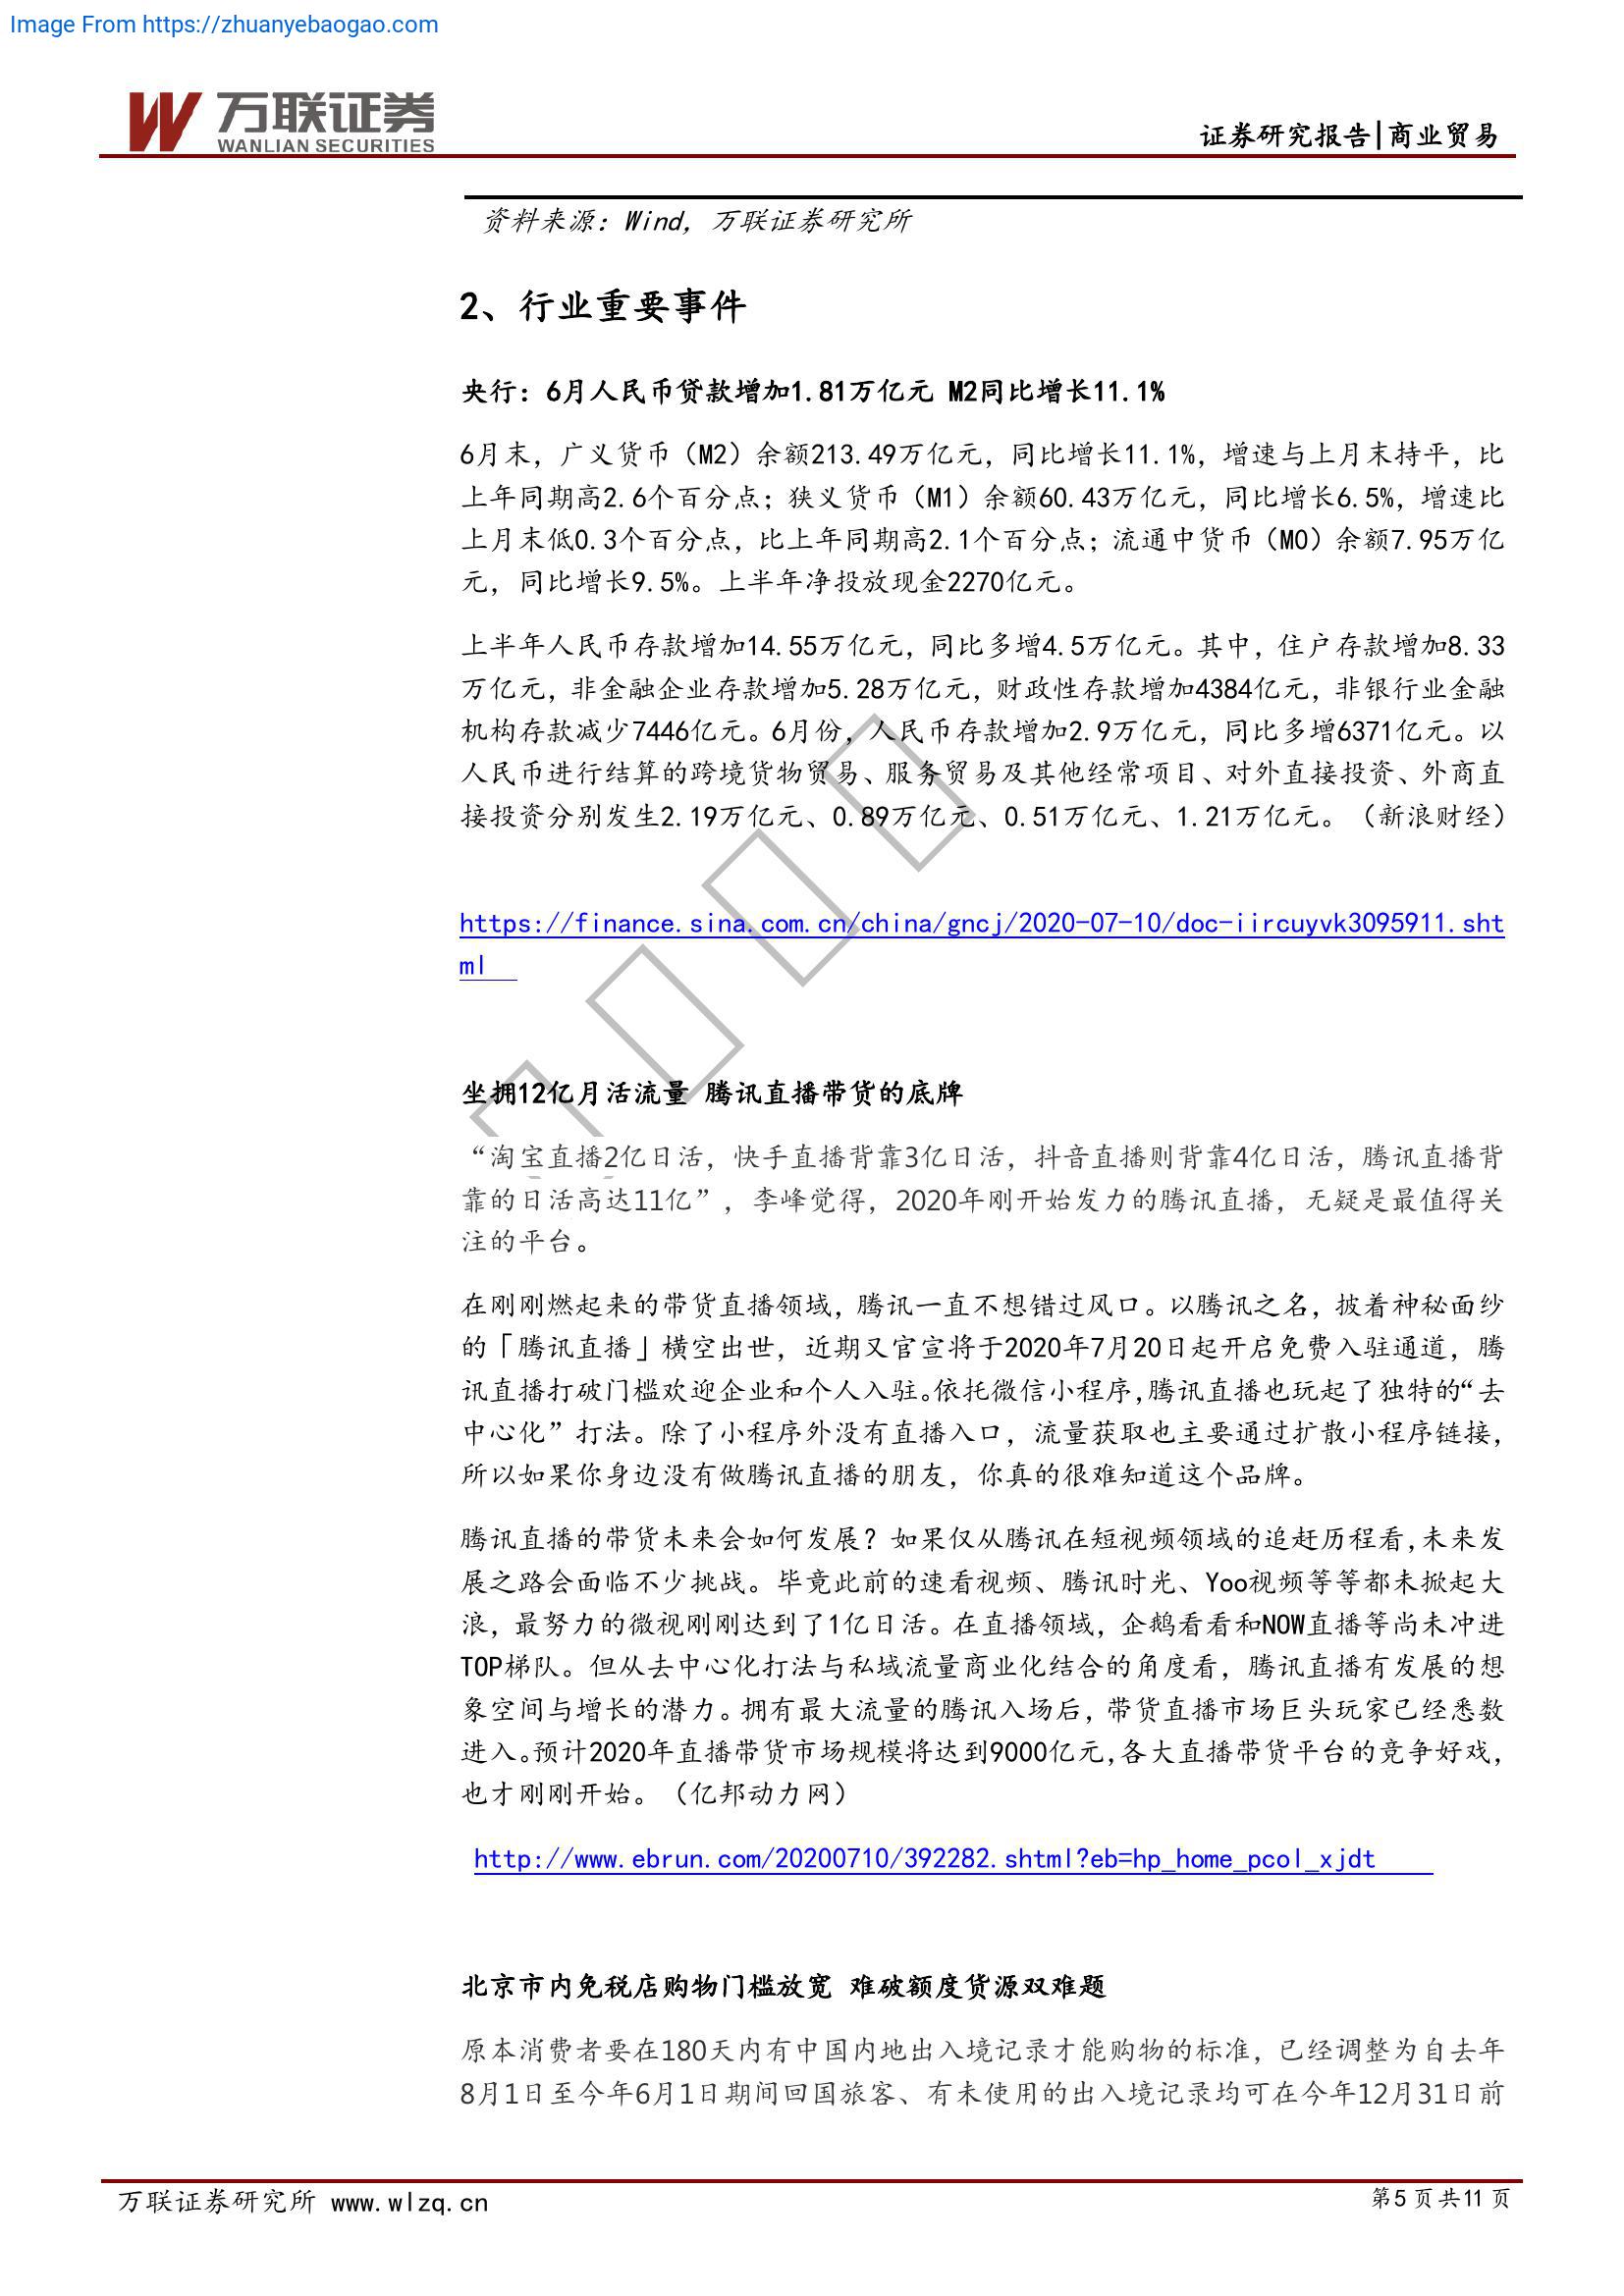 Image From https://zhuanyebaogao.com
万联证券
WANLIAN SECURITIES
证券研究报告|商业贸易
资料来源：Wind，万联证券研究所
2、行业重要事件
央行：6月人民币贷款增加1.81万亿元 M2同比增长11.1%
6月末，广义货币（M2）余额213.49万亿元，同比增长11.1%，增速与上月末持平，比
上年同期高2.6个百分点；狭义货币（M1）余额60.43万亿元，同比增长6.5%，增速比
上月末低0.3个百分点，比上年同期高2.1个百分点；流通中货币（M0）余额7.95万亿
元，同比增长9.5%。上半年净投放现金2270亿元。
上半年人民币存款增加14.55万亿元，同比多增4.5万亿元。其中，住户存款增加8.33
万亿元，非金融企业存款增加5.28万亿元，财政性存款增加4384亿元，非银行业金融
机构存款减少7446亿元。6月份，人民币存款增加2.9万亿元，同比多增6371亿元。以
人民币进行结算的跨境货物贸易、服务贸易及其他经常项目、对外直接投资、外商直
接投资分别发生2.19万亿元、0.89万亿元、0.51万亿元、1.21万亿元。（新浪财经）
https://finance.sina.com.cn/china/gncj/2020-07-10/doc-iircuyvk3095911.sht
ml
坐拥12亿月活流量 腾讯直播带货的底牌
“淘宝直播2亿日活，快手直播背靠3亿日活，抖音直播则背靠4亿日活，腾讯直播背
靠的日活高达11亿”，李峰觉得，2020年刚开始发力的腾讯直播，无疑是最值得关
注的平台。
在刚刚燃起来的带货直播领域，腾讯一直不想错过风口。以腾讯之名，披着神秘面纱
的「腾讯直播」横空出世，近期又官宣将于2020年7月20日起开启免费入驻通道，腾
讯直播打破门槛欢迎企业和个人入驻。依托微信小程序，腾讯直播也玩起了独特的“去
中心化”打法。除了小程序外没有直播入口，流量获取也主要通过扩散小程序链接，
所以如果你身边没有做腾讯直播的朋友，你真的很难知道这个品牌。
腾讯直播的带货未来会如何发展？如果仅从腾讯在短视频领域的追赶历程看，未来发
展之路会面临不少挑战。毕竟此前的速看视频、腾讯时光、Yoo视频等等都未掀起大
浪，最努力的微视刚刚达到了1亿日活。在直播领域，企鹅看看和NOW直播等尚未冲进
TOP梯队。但从去中心化打法与私域流量商业化结合的角度看，腾讯直播有发展的想
象空间与增长的潜力。拥有最大流量的腾讯入场后，带货直播市场巨头玩家已经悉数
进入。预计2020年直播带货市场规模将达到9000亿元，各大直播带货平台的竞争好戏，
也才刚刚开始。（亿邦动力网）
http://www.ebrun.com/20200710/392282.shtml?eb=hp_home_pcol_xjdt
北京市内免税店购物门槛放宽 难破额度货源双难题
原本消费者要在180天内有中国内地出入境记录才能购物的标准，已经调整为自去年
8月1日至今年6月1日期间回国旅客、有未使用的出入境记录均可在今年12月31日前
万联证券研究所 www.wlzq.cn
第5 页 共11 页